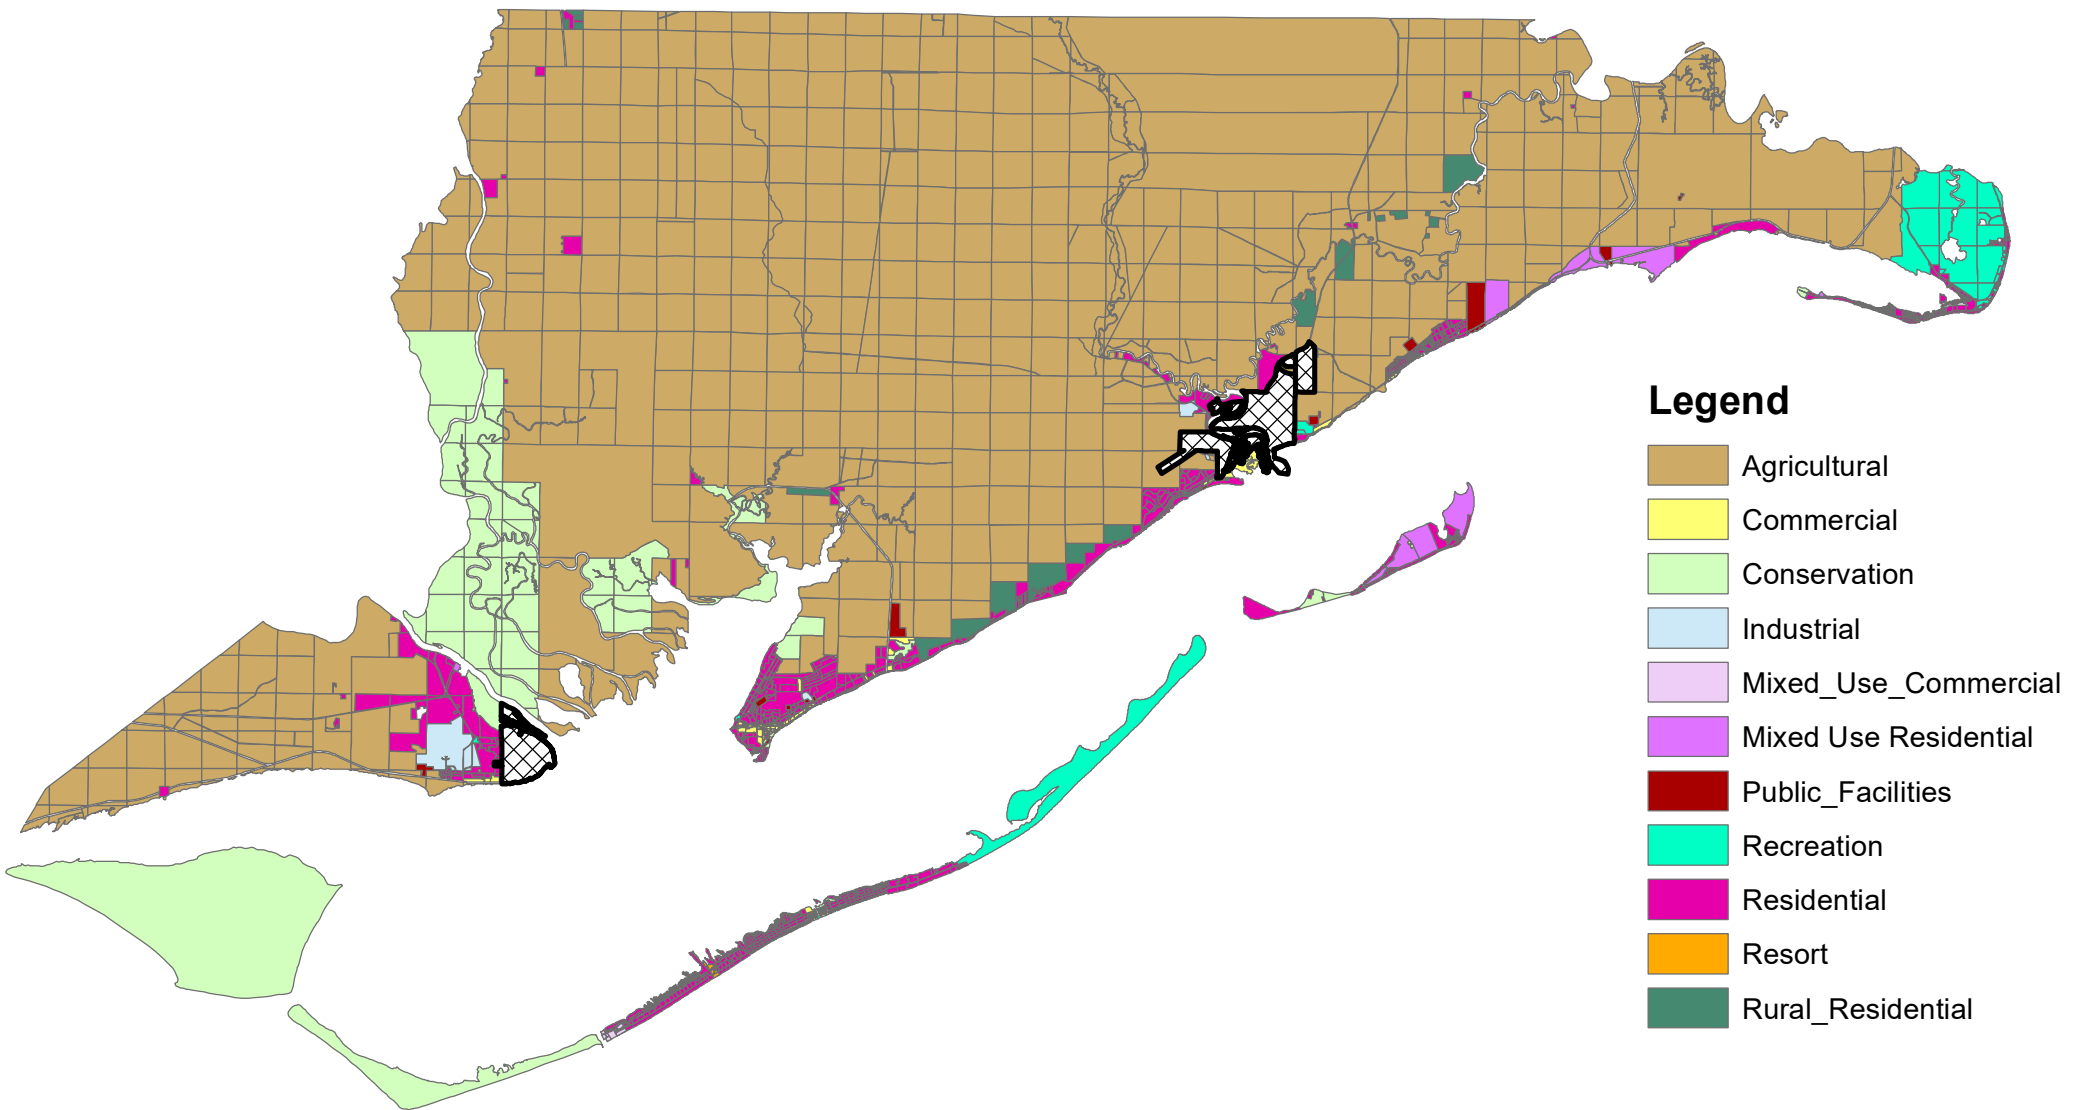 Legend
Agricultural
Commercial
Conservation
Industrial
Mixed_Use_Commercial
Mixed Use Residential
Public_Facilities
Recreation
Residential
Resort
Rural_Residential